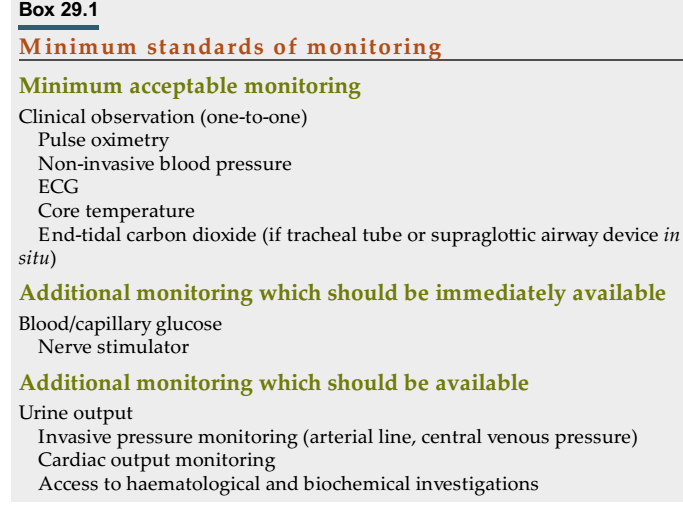 Box 29.1
Minimum standards of monitoring
Minimum acceptable monitoring
Clinical observation (one-to-one)
Pulse oximetry
Non-invasive blood pressure
ECG
Core temperature
End-tidal carbon dioxide (if tracheal tube or supraglottic airway device in
situ)
Additional monitoring which should be immediately available
Blood/capillary glucose
Nerve stimulator
Additional monitoring which should be available
Urine output
Invasive pressure monitoring (arterial line, central venous pressure)
Cardiac output monitoring
Access to haematological and biochemical investigations